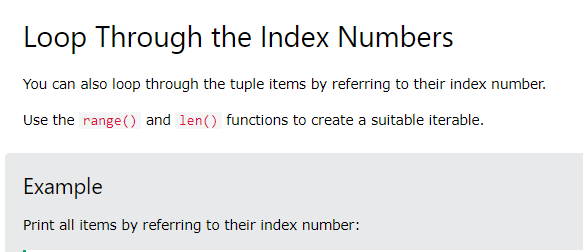 Loop Through the Index Numbers
You can also loop through the tuple items by referring to their index number.
Use the range() and len() functions to create a suitable iterable.
Example
Print all items by referring to their index number: